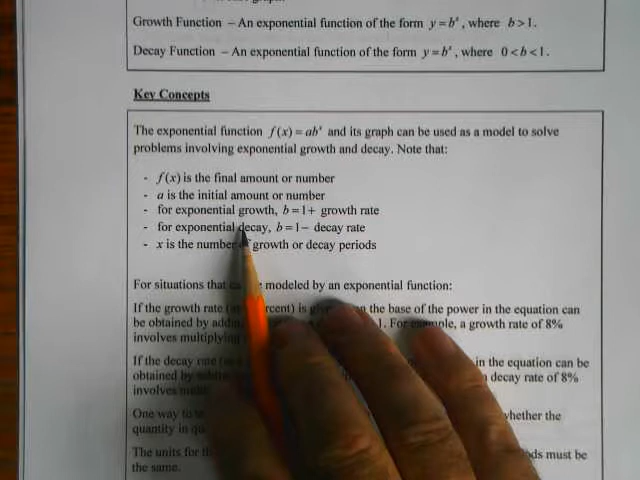 Growth Function – An exponential function of the form y = bˣ, where b > 1.
Decay Function – An exponential function of the form y = bˣ, where 0 < b < 1.
Key Concepts
The exponential function f(x) = abˣ and its graph can be used as a model to solve
problems involving exponential growth and decay. Note that:
- f(x) is the final amount or number
- a is the initial amount or number
- for exponential growth, b = 1 + growth rate
- for exponential decay, b = 1 − decay rate
- x is the number growth or decay periods
For situations that modeled by an exponential function:
If the growth rate is the base of the power in the equation can
be obtained by 1. For example, a growth rate of 8%
involves multiplying
If the decay rate in the equation can be
obtained by decay rate of 8%
involves
One way to whether the
quantity in
The units for must be
the same.